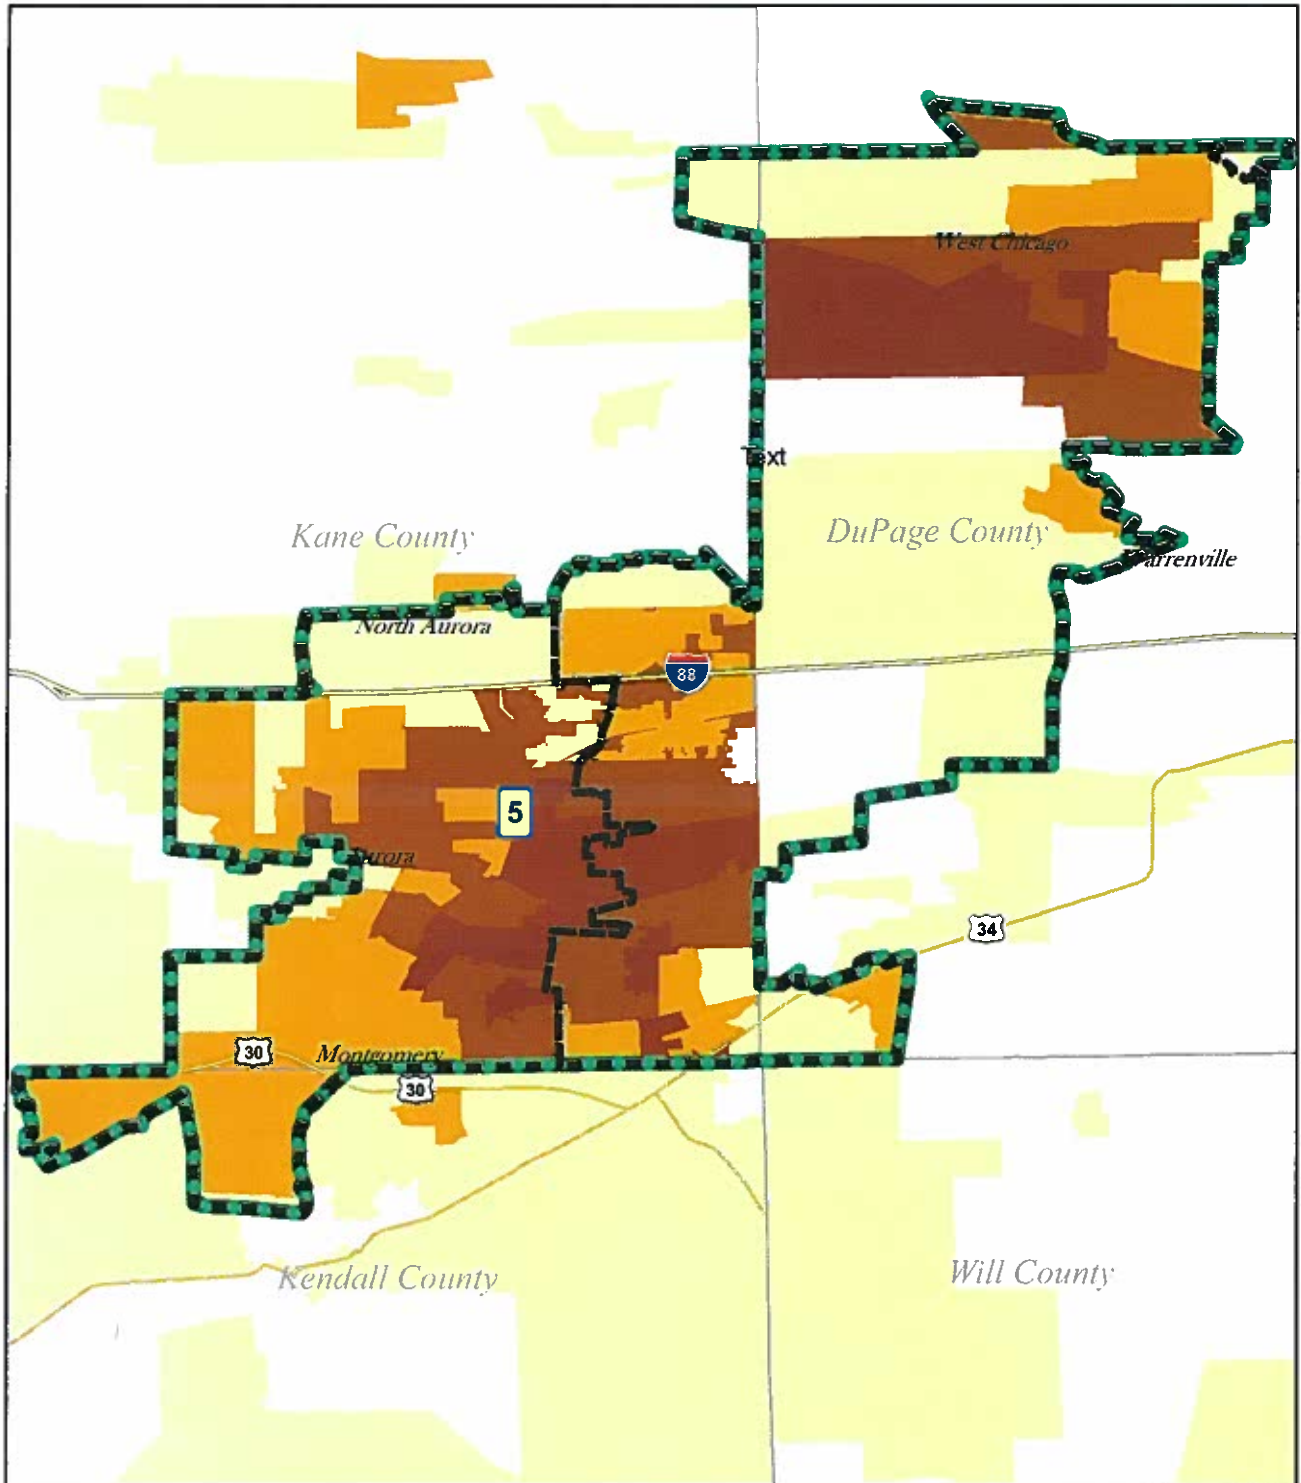 West Chicago
Text
Kane County
DuPage County
Warrenville
North Aurora
88
5
Aurora
34
30
Montgomery
30
Kendall County
Will County